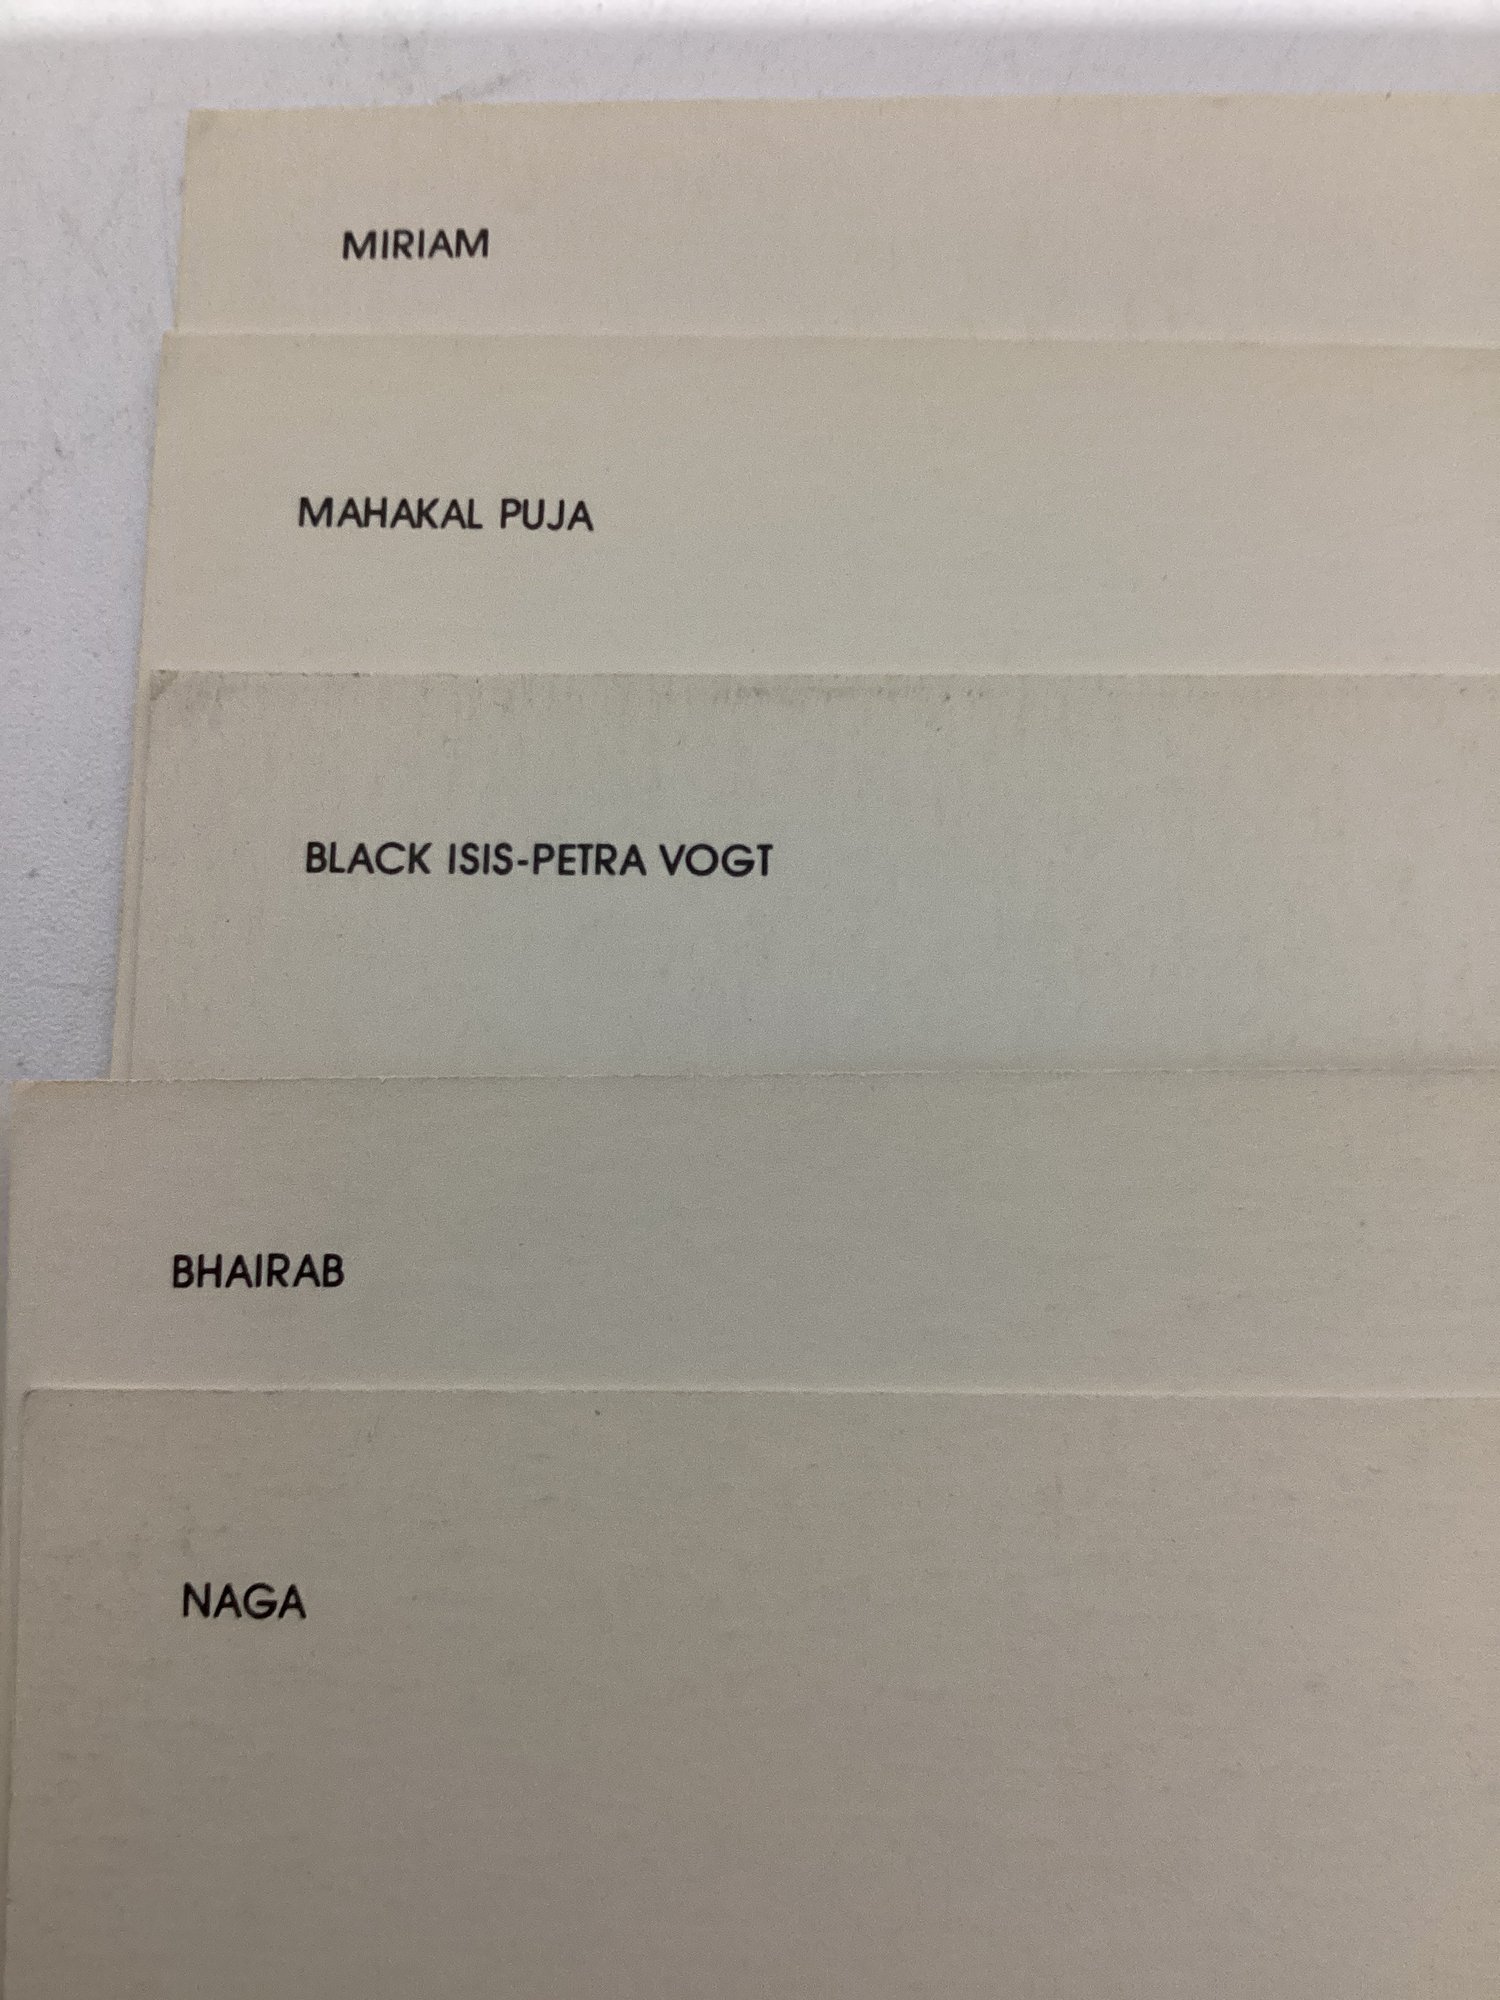 MIRIAM
MAHAKAL PUJA
BLACK ISIS-PETRA VOGT
BHAIRAB
NAGA